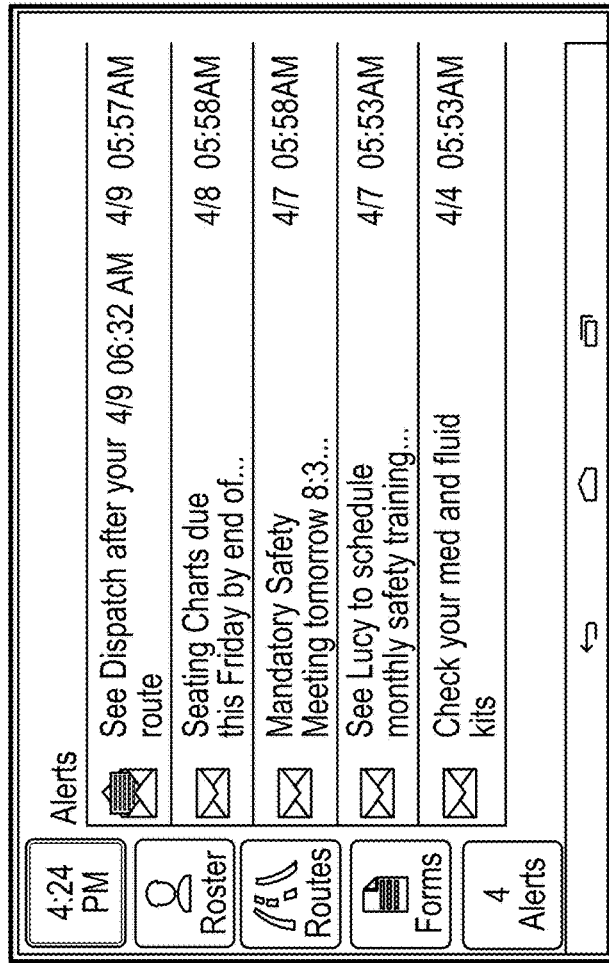 4:24
PM
Roster
Routes
Forms
4
Alerts
Alerts
See Dispatch after your 4/9 06:32 AM 4/9 05:57AM
route
Seating Charts due 4/8 05:58AM
this Friday by end of...
Mandatory Safety 4/7 05:58AM
Meeting tomorrow 8:3...
See Lucy to schedule 4/7 05:53AM
monthly safety training...
Check your med and fluid 4/4 05:53AM
kits